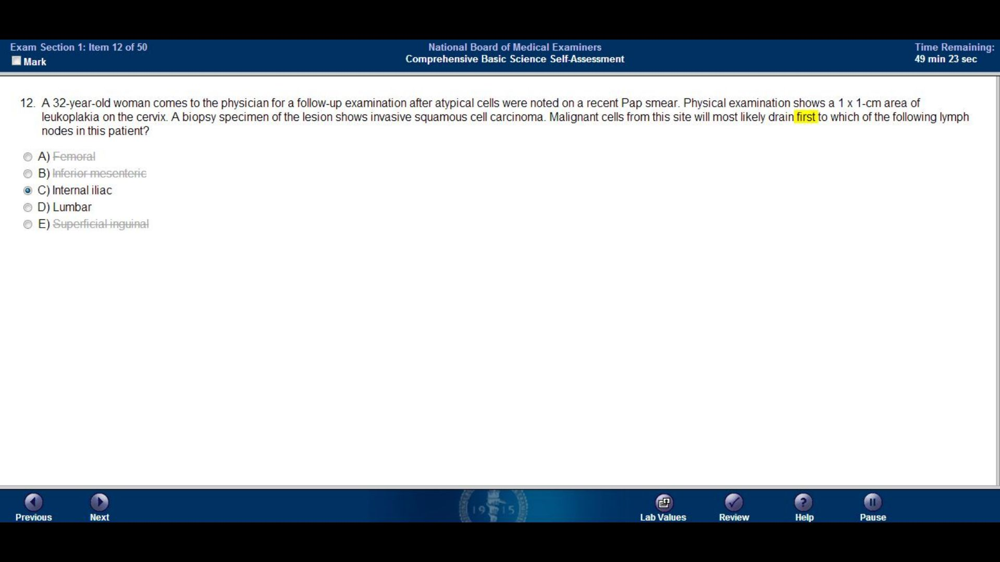 Exam Section 1: Item 12 of 50
Mark
National Board of Medical Examiners
Comprehensive Basic Science Self-Assessment
Time Remaining:
49 min 23 sec
12. A 32-year-old woman comes to the physician for a follow-up examination after atypical cells were noted on a recent Pap smear. Physical examination shows a 1 x 1-cm area of
leukoplakia on the cervix. A biopsy specimen of the lesion shows invasive squamous cell carcinoma. Malignant cells from this site will most likely drain first to which of the following lymph
nodes in this patient?
A) Femoral
B) Inferior mesenteric
C) Internal iliac
D) Lumbar
E) Superficial inguinal
1915
Previous
Next
Lab Values
Review
Help
Pause